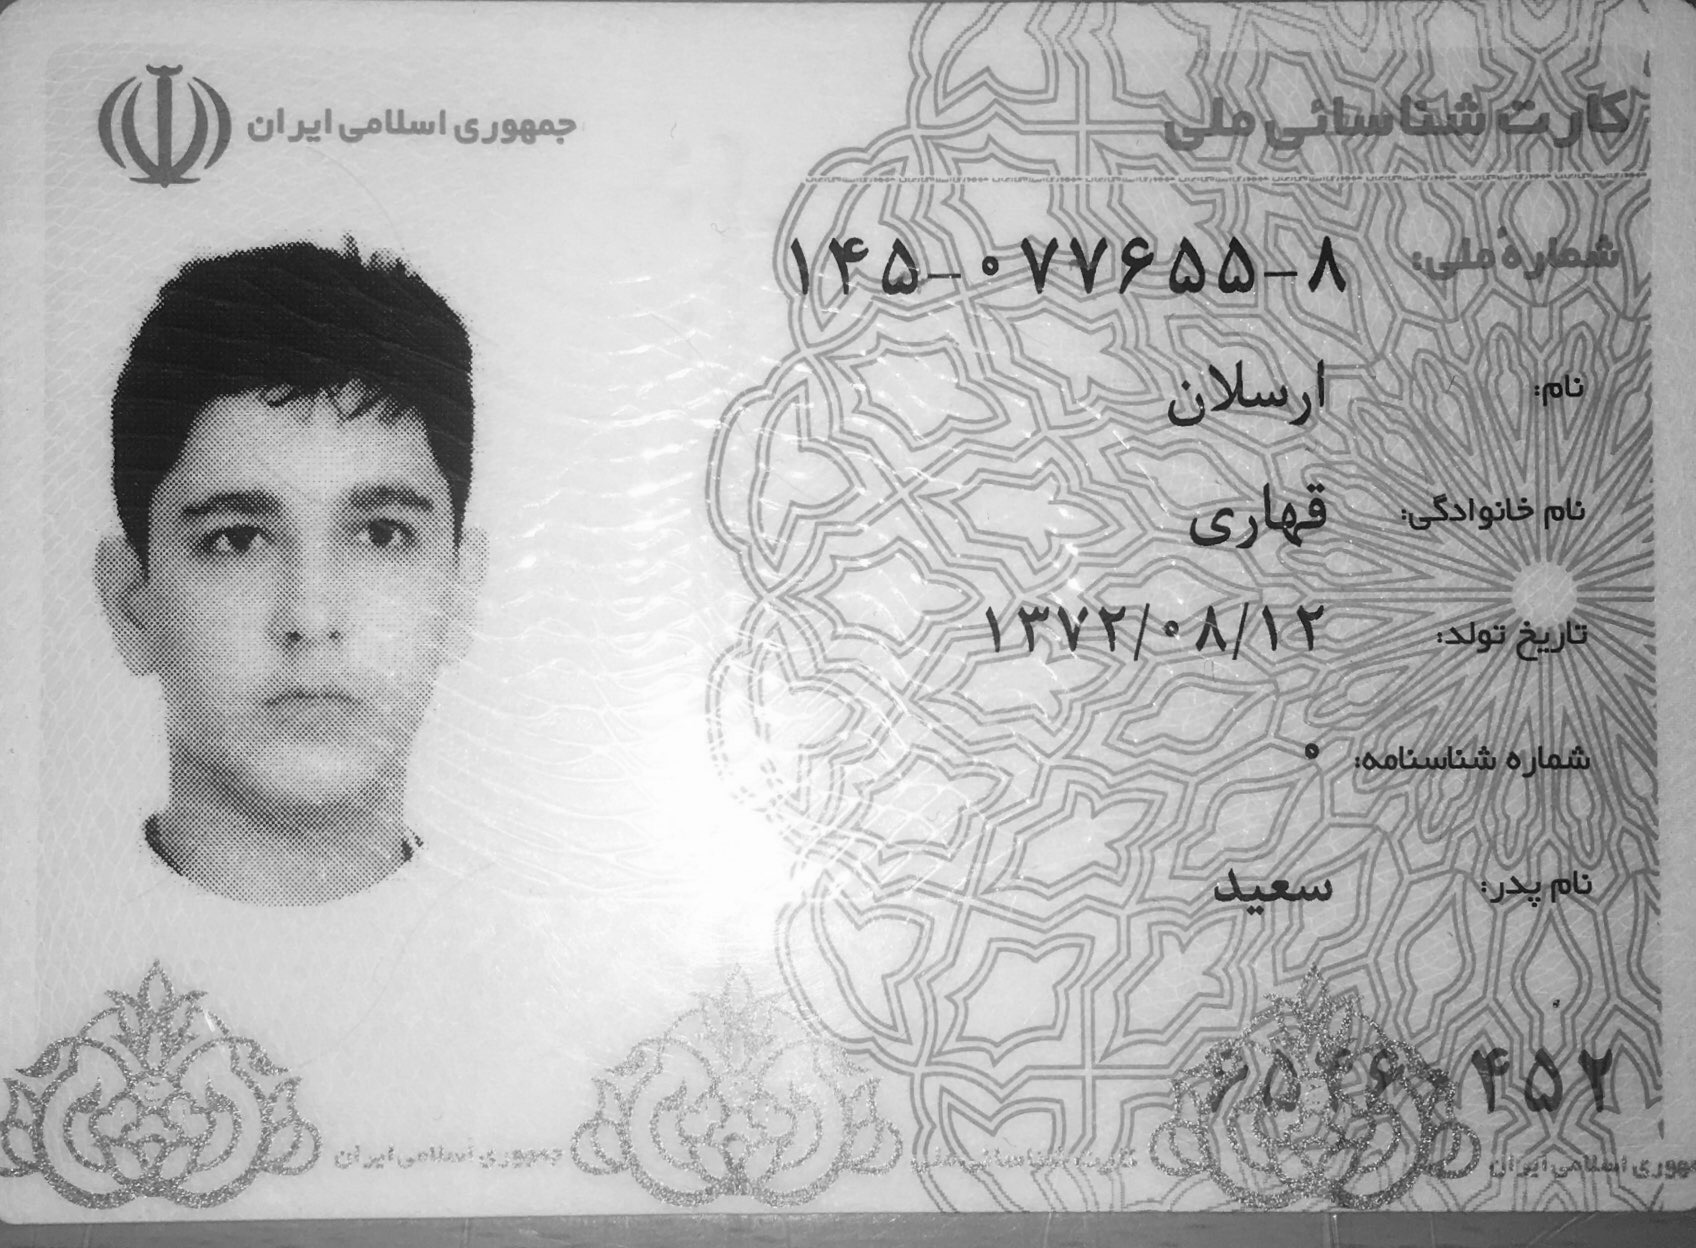 جمهوری اسلامی ایران
کارت شناسائی ملی
شمارهٔ ملی: ۱۴۵-۰۷۷۶۵۵-۸
نام: ارسلان
نام خانوادگی: قهاری
تاریخ تولد: ۱۳۷۲/۰۸/۱۲
شماره شناسنامه: ۰
نام پدر: سعید
۴۵۲
جمهوری اسلامی ایران
کارت شناسائی ملی
جمهوری اسلامی ایران